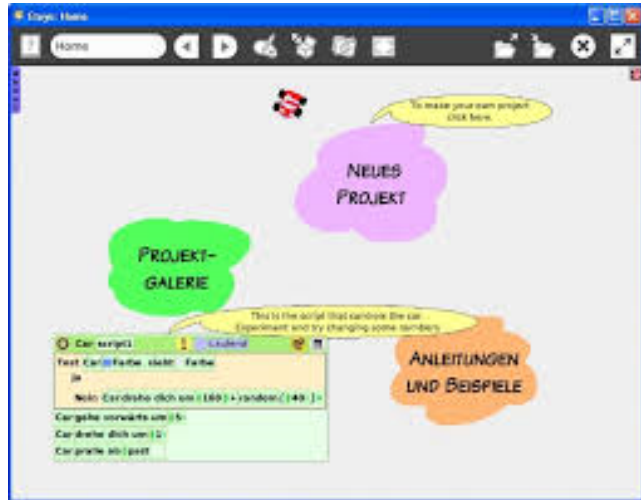 Etoys: Home
Home
To make your own project
click here.
NEUES
PROJEKT
PROJEKT-
GALERIE
This is the script that controls the car.
Experiment and try changing some numbers
Car script1 ! Laufend
Test Car Farbe sieht Farbe
Ja
Nein Car drehe dich um 160 + random 40
Car gehe vorwärts um 5
Car drehe dich um 1
Car pralle ab
ANLEITUNGEN
UND BEISPIELE